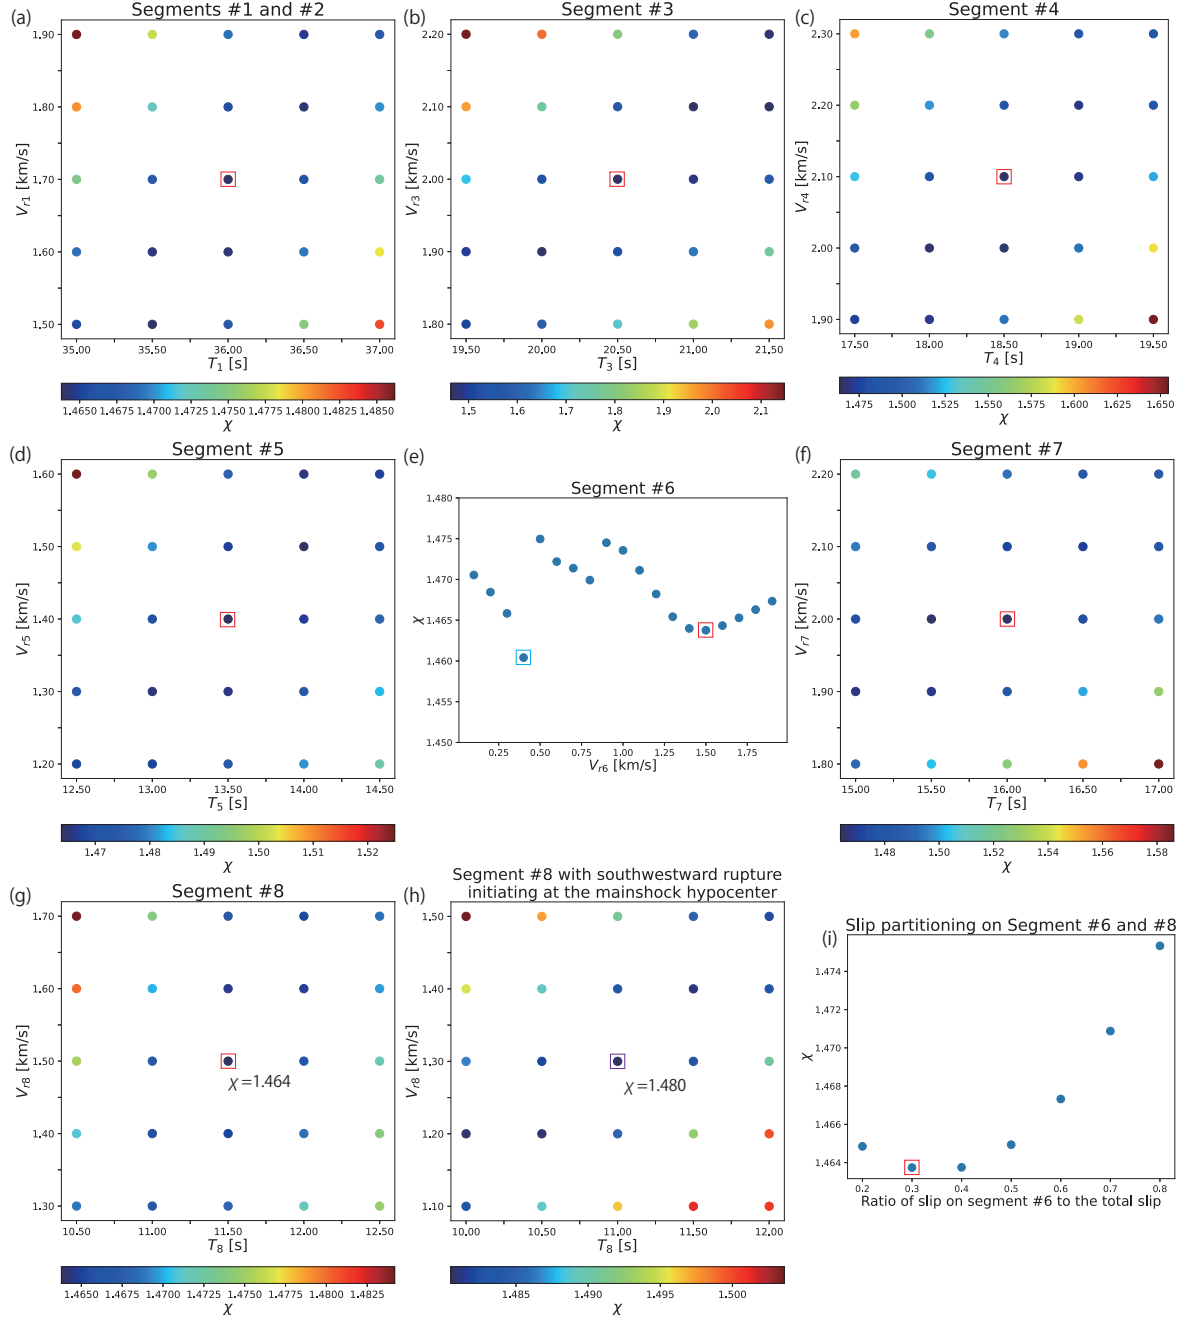 (a) Segments #1 and #2
1.90
1.80
1.70
1.60
1.50
V_r1 [km/s]
35.00 35.50 36.00 36.50 37.00
T_1 [s]
1.4650 1.4675 1.4700 1.4725 1.4750 1.4775 1.4800 1.4825 1.4850
χ
(b) Segment #3
2.20
2.10
2.00
1.90
1.80
V_r3 [km/s]
19.50 20.00 20.50 21.00 21.50
T_3 [s]
1.5 1.6 1.7 1.8 1.9 2.0 2.1
χ
(c) Segment #4
2.30
2.20
2.10
2.00
1.90
V_r4 [km/s]
17.50 18.00 18.50 19.00 19.50
T_4 [s]
1.475 1.500 1.525 1.550 1.575 1.600 1.625 1.650
χ
(d) Segment #5
1.60
1.50
1.40
1.30
1.20
V_r5 [km/s]
12.50 13.00 13.50 14.00 14.50
T_5 [s]
1.47 1.48 1.49 1.50 1.51 1.52
χ
(e) Segment #6
1.480
1.475
1.470
1.465
1.460
1.455
1.450
χ
0.25 0.50 0.75 1.00 1.25 1.50 1.75
V_r6 [km/s]
(f) Segment #7
2.20
2.10
2.00
1.90
1.80
V_r7 [km/s]
15.00 15.50 16.00 16.50 17.00
T_7 [s]
1.48 1.50 1.52 1.54 1.56 1.58
χ
(g) Segment #8
1.70
1.60
1.50
1.40
1.30
V_r8 [km/s]
χ=1.464
10.50 11.00 11.50 12.00 12.50
T_8 [s]
1.4650 1.4675 1.4700 1.4725 1.4750 1.4775 1.4800 1.4825
χ
(h) Segment #8 with southwestward rupture
initiating at the mainshock hypocenter
1.50
1.40
1.30
1.20
1.10
V_r8 [km/s]
χ=1.480
10.00 10.50 11.00 11.50 12.00
T_8 [s]
1.485 1.490 1.495 1.500
χ
Slip partitioning on Segment #6 and #8
(i)
1.474
1.472
1.470
1.468
1.466
1.464
χ
0.2 0.3 0.4 0.5 0.6 0.7 0.8
Ratio of slip on segment #6 to the total slip